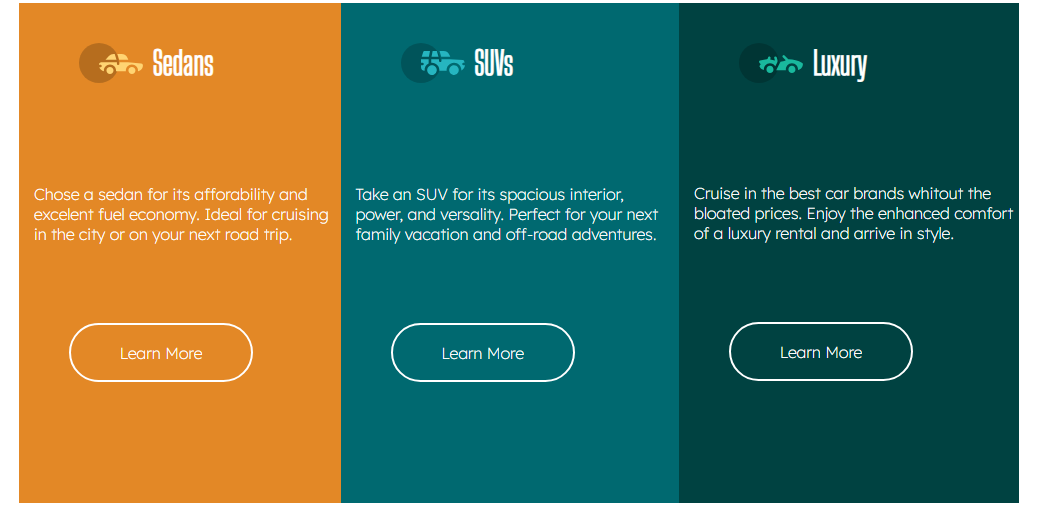 Sedans
Chose a sedan for its afforability and
excelent fuel economy. Ideal for cruising
in the city or on your next road trip.
Learn More
SUVs
Take an SUV for its spacious interior,
power, and versality. Perfect for your next
family vacation and off-road adventures.
Learn More
Luxury
Cruise in the best car brands whitout the
bloated prices. Enjoy the enhanced comfort
of a luxury rental and arrive in style.
Learn More